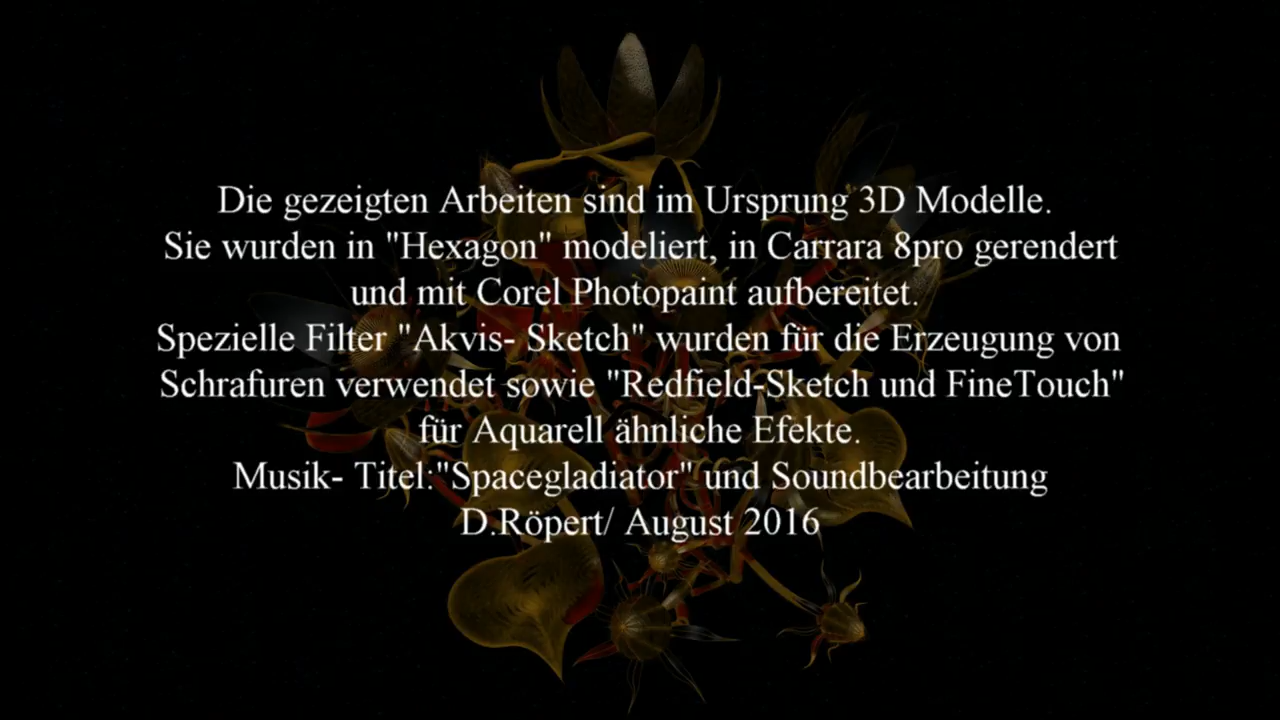 Die gezeigten Arbeiten sind im Ursprung 3D Modelle.
Sie wurden in "Hexagon" modeliert, in Carrara 8pro gerendert
und mit Corel Photopaint aufbereitet.
Spezielle Filter "Akvis- Sketch" wurden für die Erzeugung von
Schrafuren verwendet sowie "Redfield-Sketch und FineTouch"
für Aquarell ähnliche Efekte.
Musik- Titel:"Spacegladiator" und Soundbearbeitung
D.Röpert/ August 2016